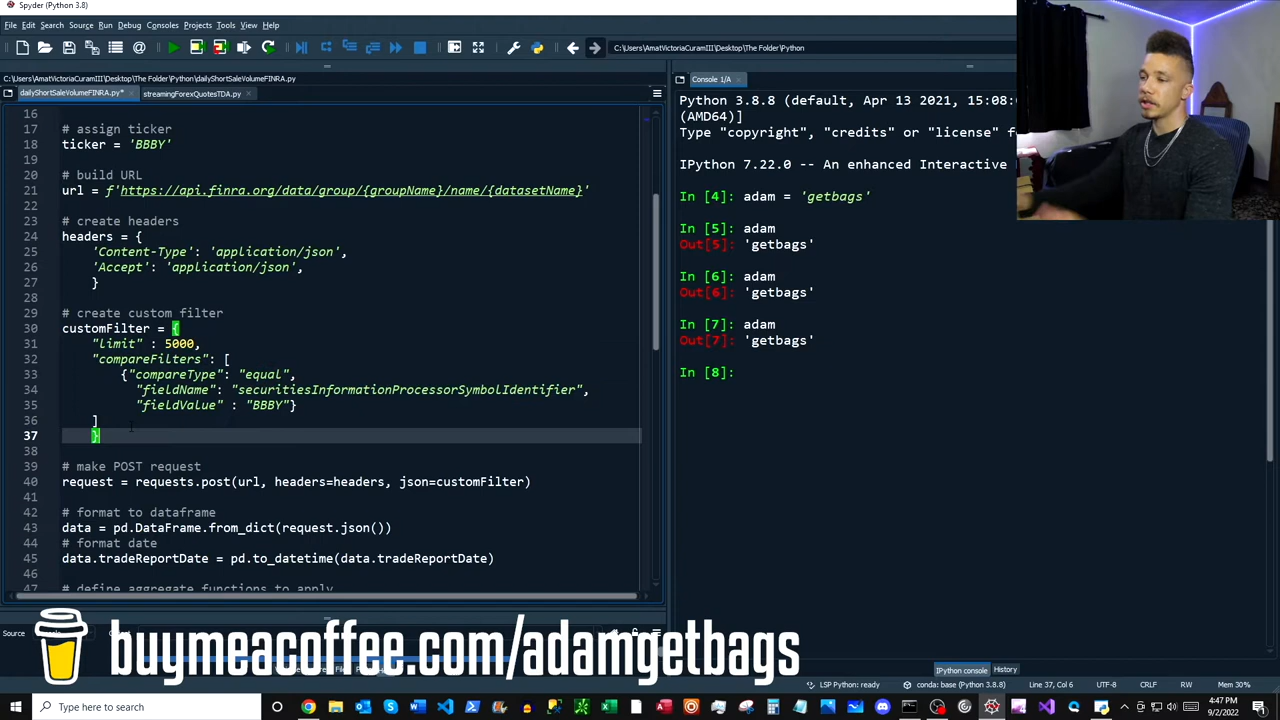 Spyder (Python 3.8)
File Edit Search Source Run Debug Consoles Projects Tools View Help
C:\Users\AmatVictoriaCuramIII\Desktop\The Folder\Python
C:\Users\AmatVictoriaCuramIII\Desktop\The Folder\Python\dailyShortSaleVolumeFINRA.py
dailyShortSaleVolumeFINRA.py*
streamingForexQuotesTDA.py
Console 1/A
16
17 # assign ticker
18 ticker = 'BBBY'
19
20 # build URL
21 url = f'https://api.finra.org/data/group/{groupName}/name/{datasetName}'
22
23 # create headers
24 headers = {
25 'Content-Type': 'application/json',
26 'Accept': 'application/json',
27 }
28
29 # create custom filter
30 customFilter = {
31 "limit" : 5000,
32 "compareFilters": [
33 {"compareType": "equal",
34 "fieldName": "securitiesInformationProcessorSymbolIdentifier",
35 "fieldValue" : "BBBY"}
36 ]
37 }
38
39 # make POST request
40 request = requests.post(url, headers=headers, json=customFilter)
41
42 # format to dataframe
43 data = pd.DataFrame.from_dict(request.json())
44 # format date
45 data.tradeReportDate = pd.to_datetime(data.tradeReportDate)
46
47 # define aggregate functions to apply
Python 3.8.8 (default, Apr 13 2021, 15:08:
(AMD64)]
Type "copyright", "credits" or "license" f
IPython 7.22.0 -- An enhanced Interactive
In [4]: adam = 'getbags'
In [5]: adam
Out[5]: 'getbags'
In [6]: adam
Out[6]: 'getbags'
In [7]: adam
Out[7]: 'getbags'
In [8]:
Source
buymeacoffee.com/adamgetbags
IPython console History
LSP Python: ready conda: base (Python 3.8.8) Line 37, Col 6 UTF-8 CRLF RW Mem 30%
Type here to search
4:47 PM
9/2/2022